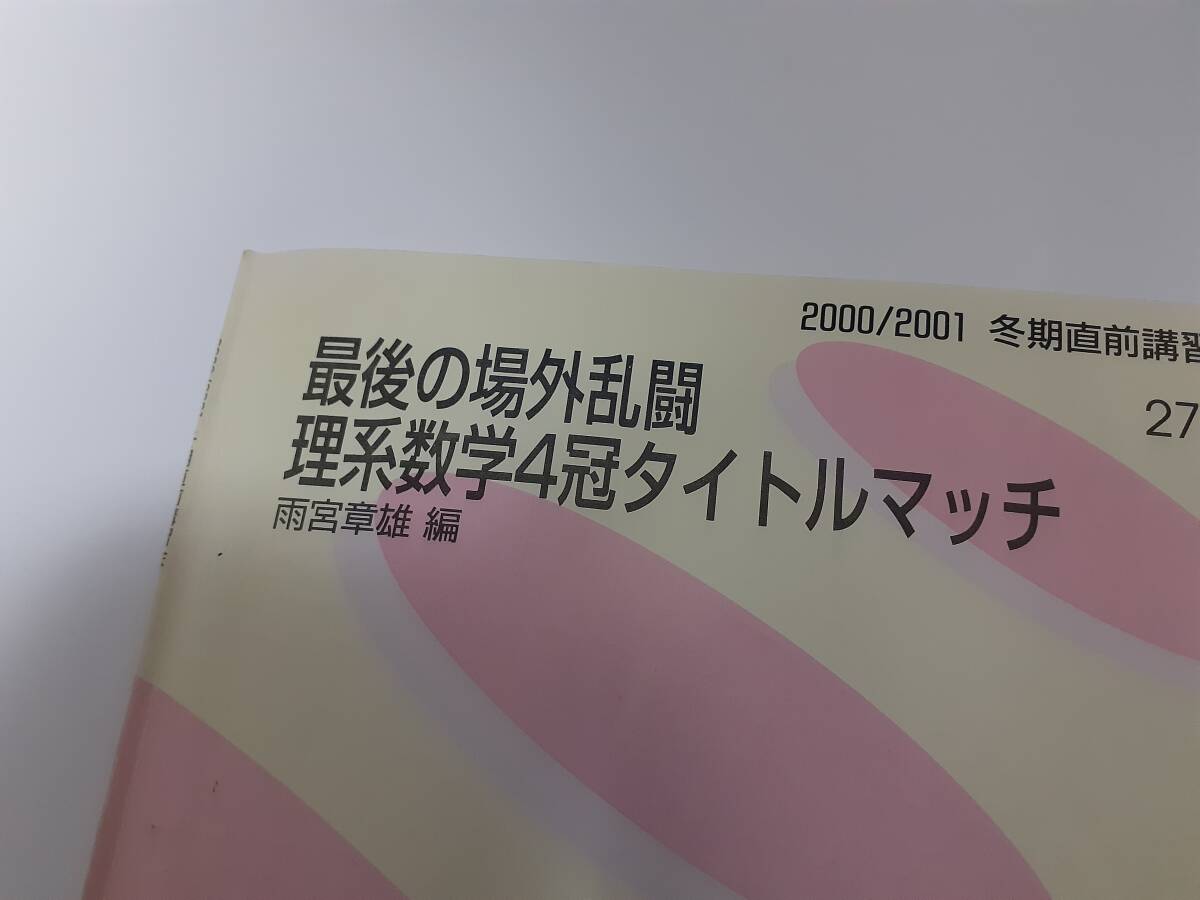 2000/2001 冬期直前講習
27
最後の場外乱闘
理系数学4冠タイトルマッチ
雨宮章雄 編